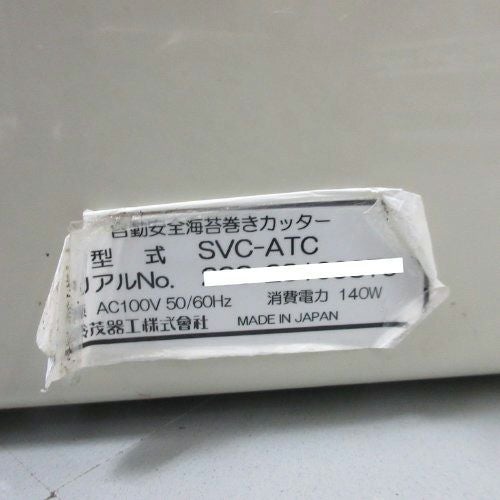 自動安全海苔巻きカッター
型 式 SVC-ATC
リアルNo.
AC100V 50/60Hz 消費電力 140W
茂器工株式會社 MADE IN JAPAN